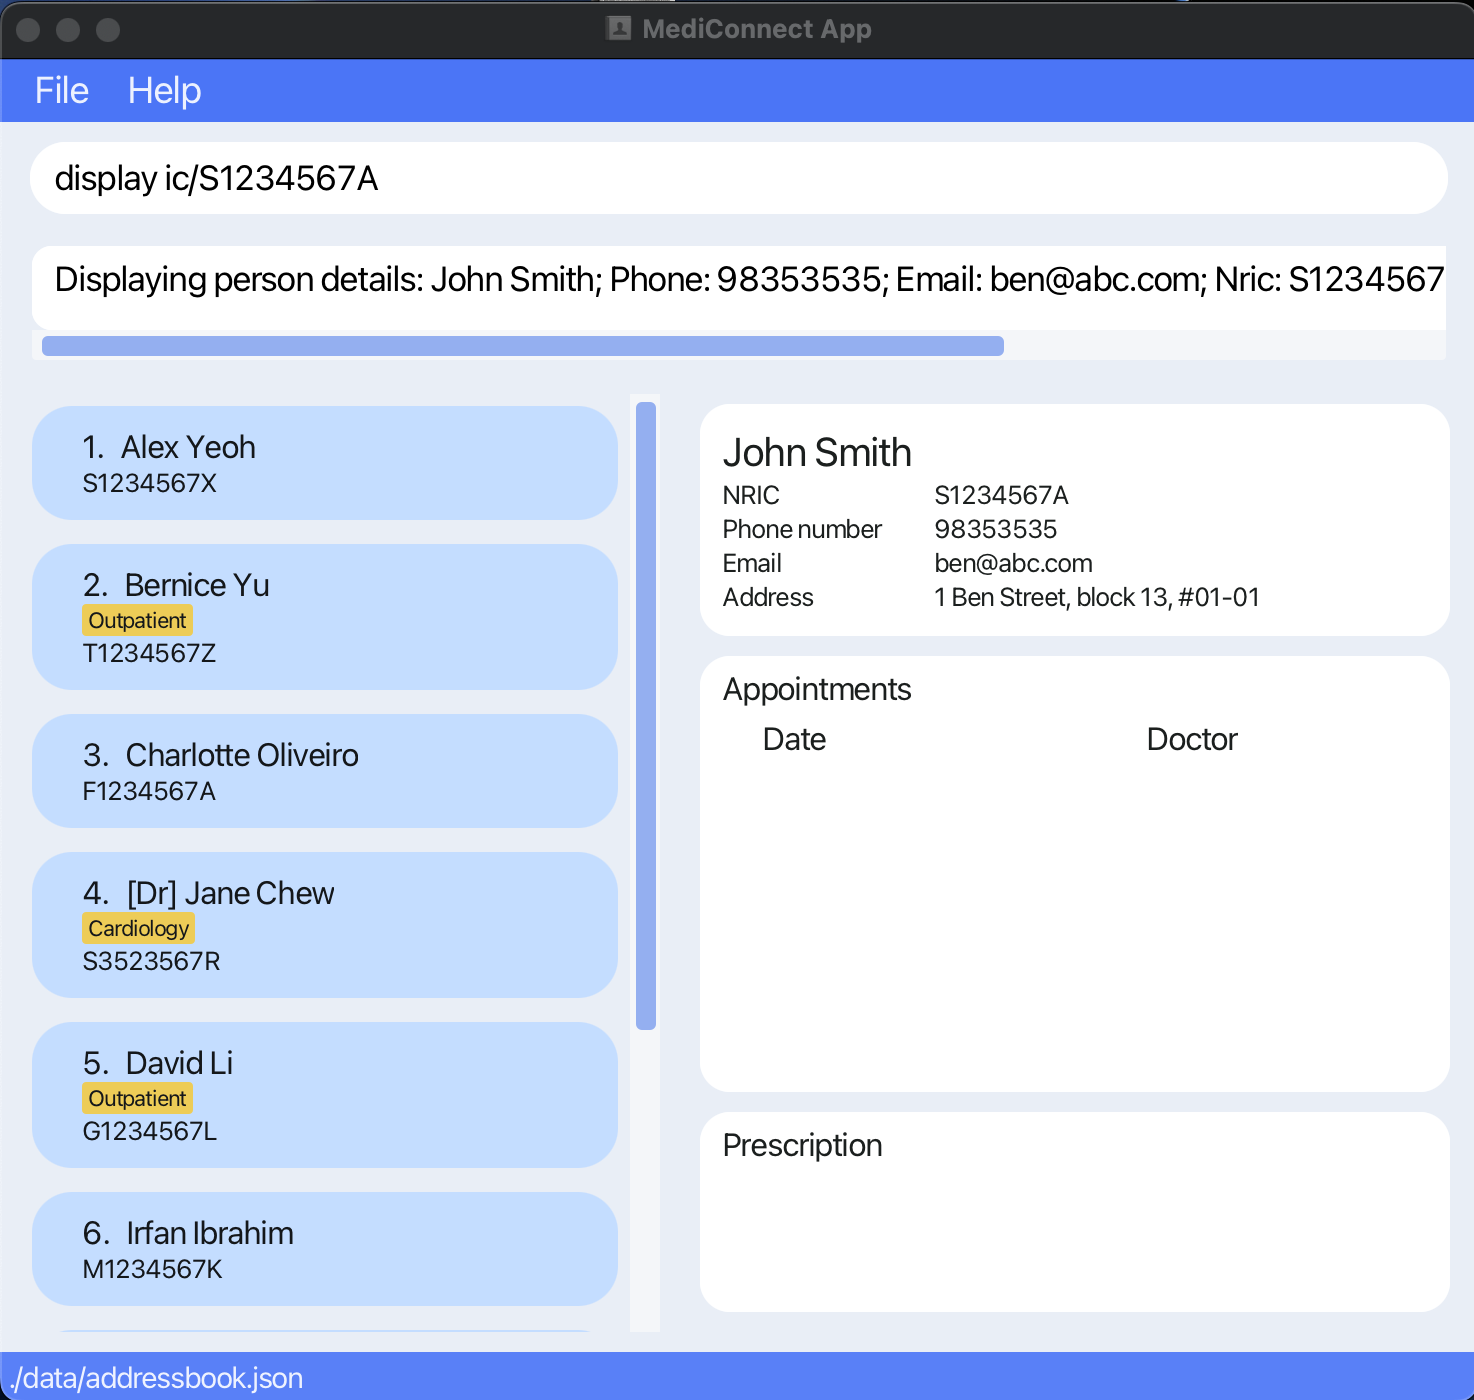 MediConnect App
File Help
display ic/S1234567A
Displaying person details: John Smith; Phone: 98353535; Email: ben@abc.com; Nric: S1234567
1. Alex Yeoh
S1234567X
2. Bernice Yu
Outpatient
T1234567Z
3. Charlotte Oliveiro
F1234567A
4. [Dr] Jane Chew
Cardiology
S3523567R
5. David Li
Outpatient
G1234567L
6. Irfan Ibrahim
M1234567K
John Smith
NRIC S1234567A
Phone number 98353535
Email ben@abc.com
Address 1 Ben Street, block 13, #01-01
Appointments
Date Doctor
Prescription
./data/addressbook.json